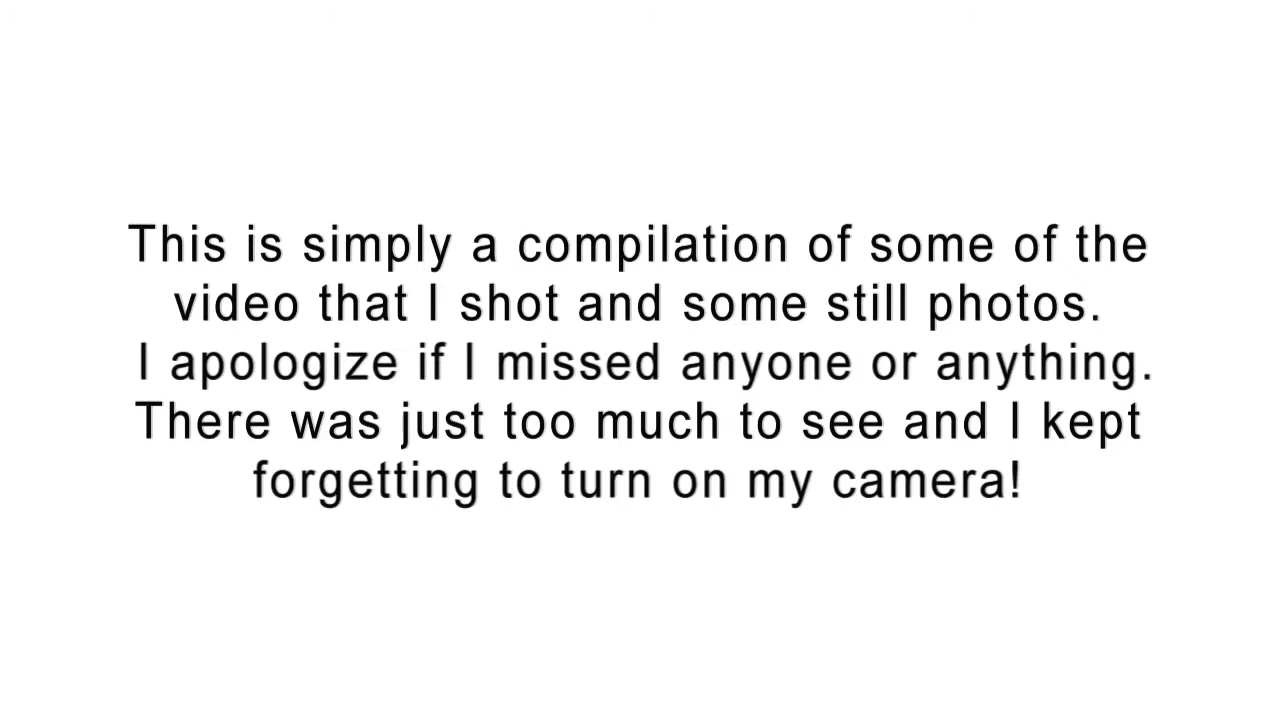 This is simply a compilation of some of the
video that I shot and some still photos.
I apologize if I missed anyone or anything.
There was just too much to see and I kept
forgetting to turn on my camera!